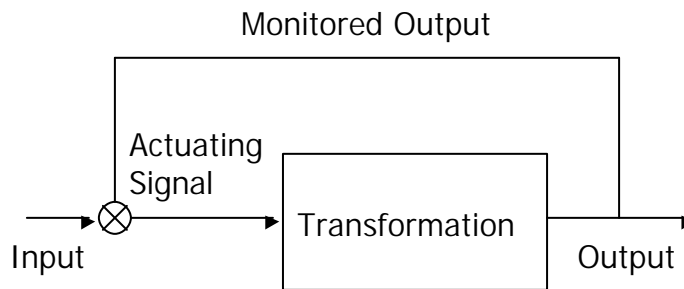 Monitored Output
Actuating
Signal
Transformation
Input
Output